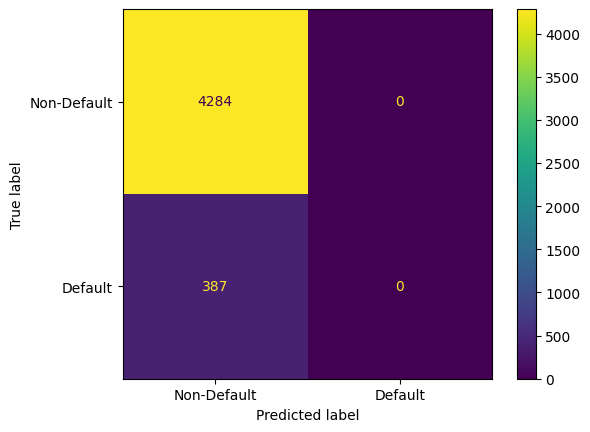 True label
Non-Default
Default
4284
0
387
0
Non-Default
Default
Predicted label
4000
3500
3000
2500
2000
1500
1000
500
0